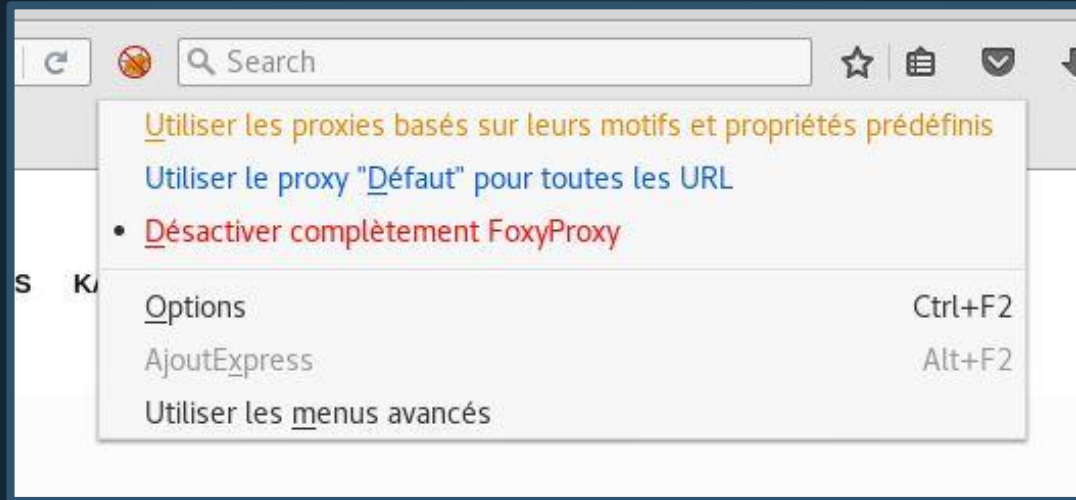 Search
Utiliser les proxies basés sur leurs motifs et propriétés prédéfinis
Utiliser le proxy "Défaut" pour toutes les URL
• Désactiver complètement FoxyProxy
S KA
Options Ctrl+F2
AjoutExpress Alt+F2
Utiliser les menus avancés